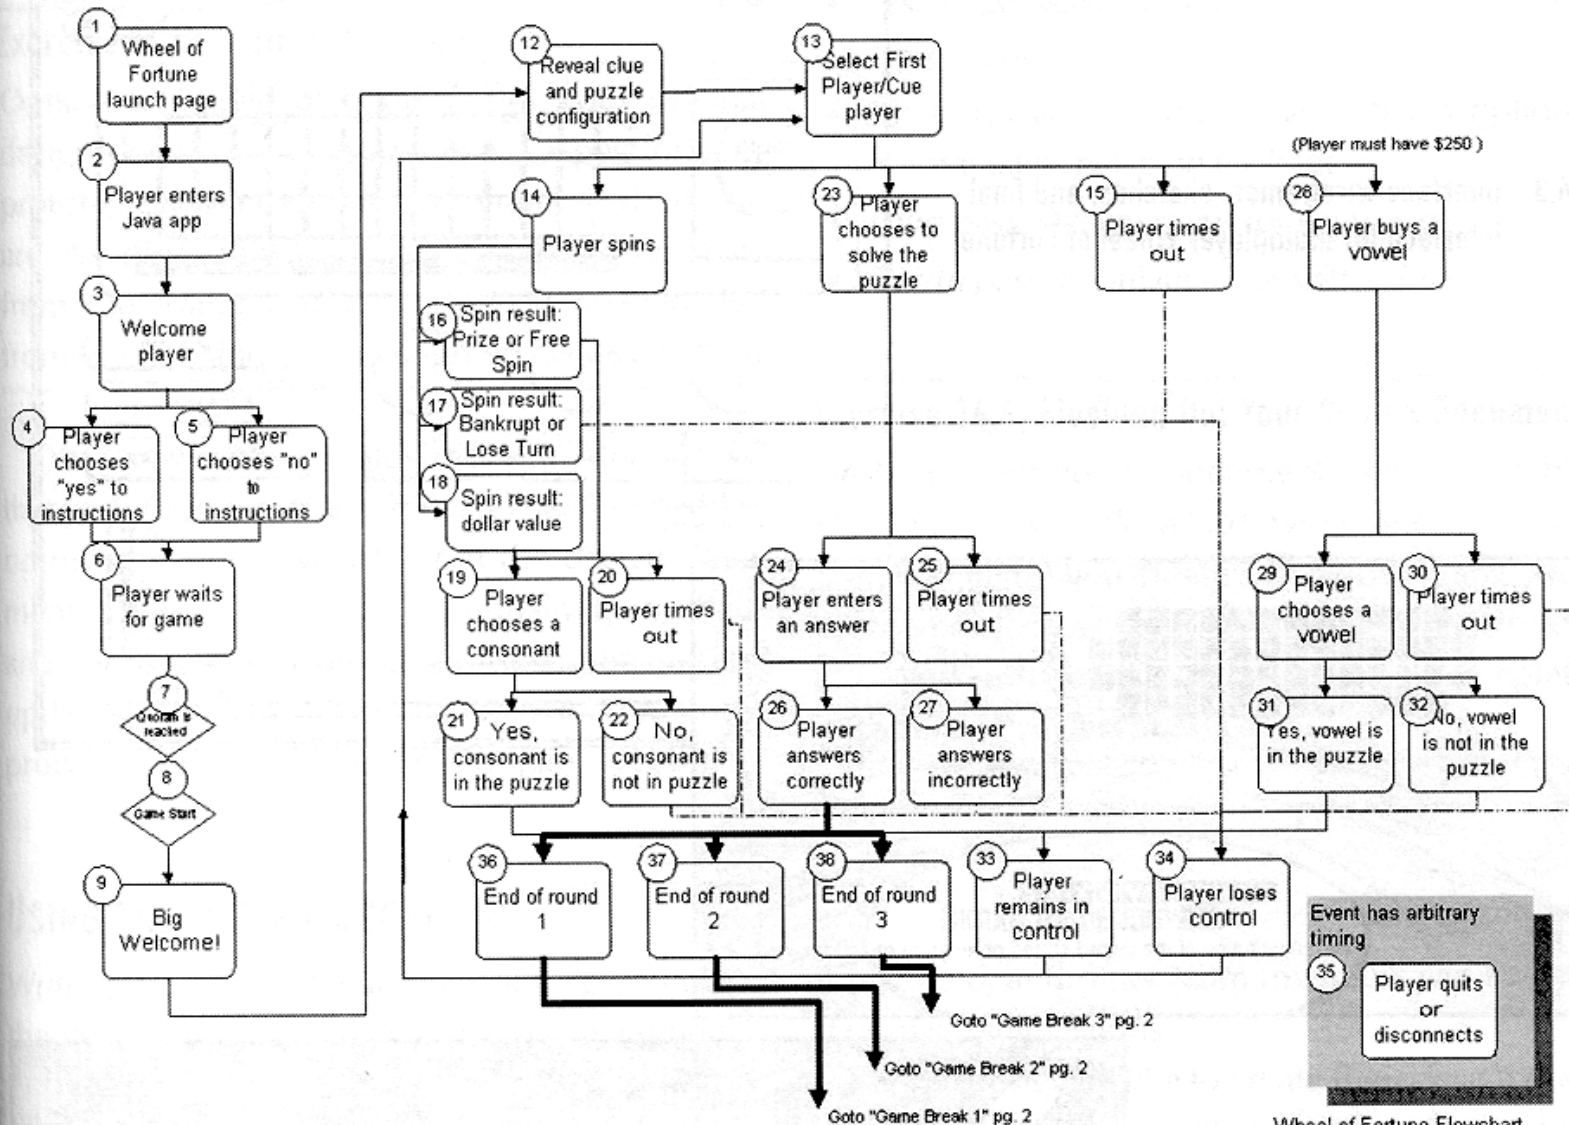 1
Wheel of
Fortune
launch page
2
Player enters
Java app
3
Welcome
player
4
Player
chooses
"yes" to
instructions
5
Player
chooses "no"
to
instructions
6
Player waits
for game
7
reached
8
Game Start
9
Big
Welcome!
12
Reveal clue
and puzzle
configuration
13
Select First
Player/Cue
player
(Player must have $250 )
14
Player spins
23
Player
chooses to
solve the
puzzle
15
Player times
out
28
Player buys a
vowel
16
Spin result:
Prize or Free
Spin
17
Spin result:
Bankrupt or
Lose Turn
18
Spin result:
dollar value
19
Player
chooses a
consonant
20
Player times
out
24
Player enters
an answer
25
Player times
out
29
Player
chooses a
vowel
30
Player times
out
21
Yes,
consonant is
in the puzzle
22
No,
consonant is
not in puzzle
26
Player
answers
correctly
27
Player
answers
incorrectly
31
Yes, vowel is
in the puzzle
32
No, vowel
is not in the
puzzle
36
End of round
1
37
End of round
2
38
End of round
3
33
Player
remains in
control
34
Player loses
control
Event has arbitrary
timing
35
Player quits
or
disconnects
Goto "Game Break 3" pg. 2
Goto "Game Break 2" pg. 2
Goto "Game Break 1" pg. 2
Wheel of Fortune Flowchart